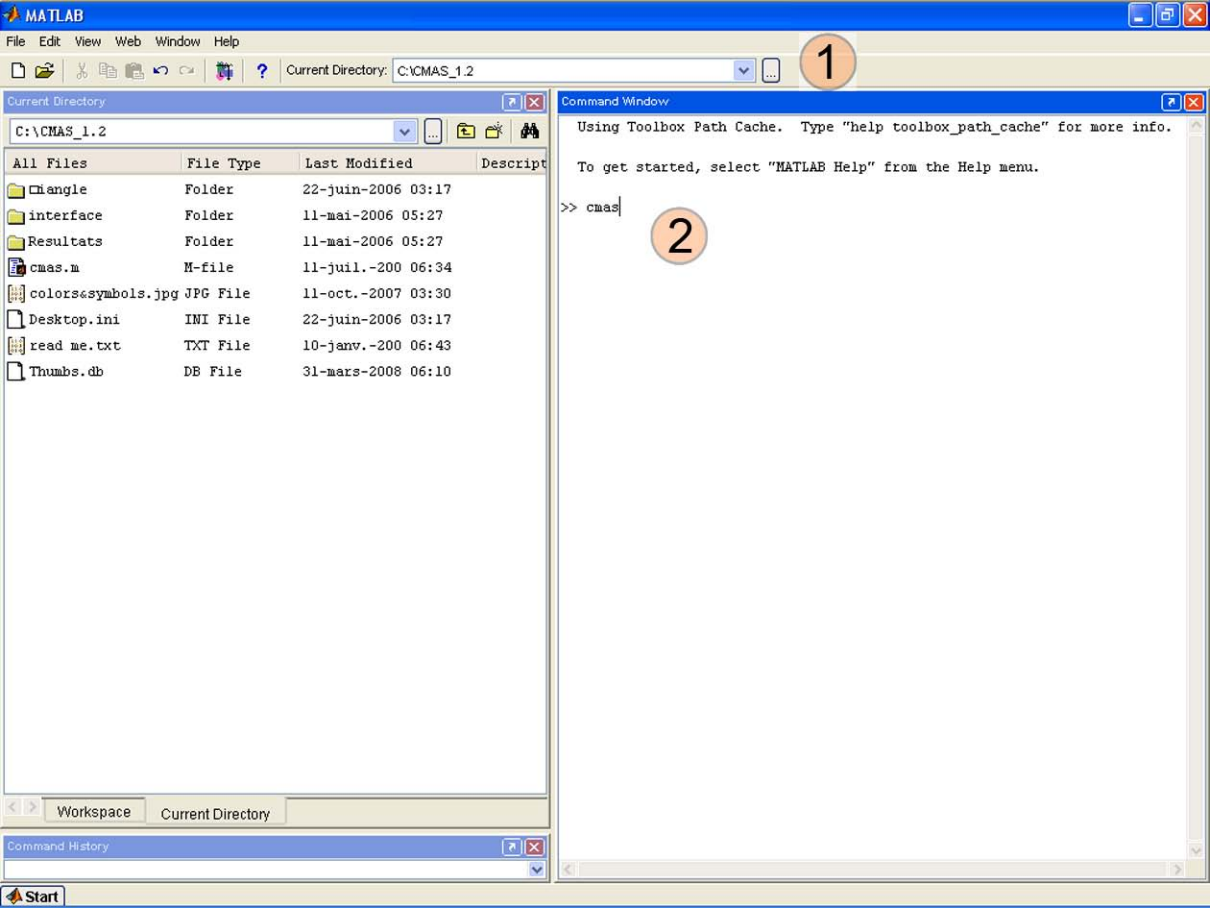 MATLAB
File Edit View Web Window Help
? Current Directory: C:\CMAS_1.2 ... 1
Current Directory
C:\CMAS_1.2 ...
All Files File Type Last Modified Descript
iangle Folder 22-juin-2006 03:17
interface Folder 11-mai-2006 05:27
Resultats Folder 11-mai-2006 05:27
cmas.m M-file 11-juil.-200 06:34
colors&symbols.jpg JPG File 11-oct.-2007 03:30
Desktop.ini INI File 22-juin-2006 03:17
read me.txt TXT File 10-janv.-200 06:43
Thumbs.db DB File 31-mars-2008 06:10
Workspace Current Directory
Command History
Command Window
Using Toolbox Path Cache. Type "help toolbox_path_cache" for more info.
To get started, select "MATLAB Help" from the Help menu.
>> cmas
2
Start